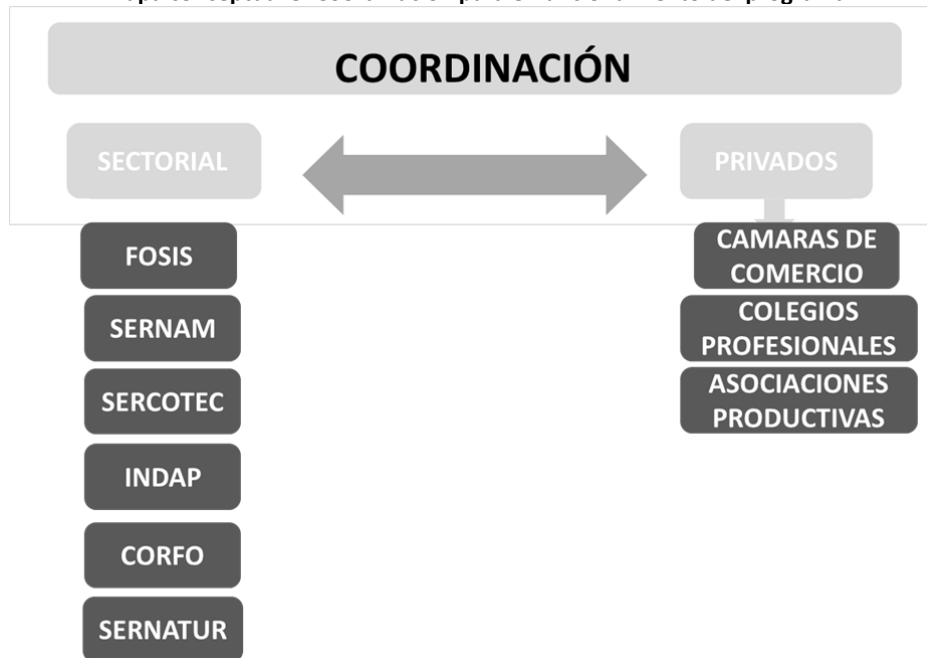 COORDINACIÓN
SECTORIAL
PRIVADOS
FOSIS
SERNAM
SERCOTEC
INDAP
CORFO
SERNATUR
CAMARAS DE
COMERCIO
COLEGIOS
PROFESIONALES
ASOCIACIONES
PRODUCTIVAS